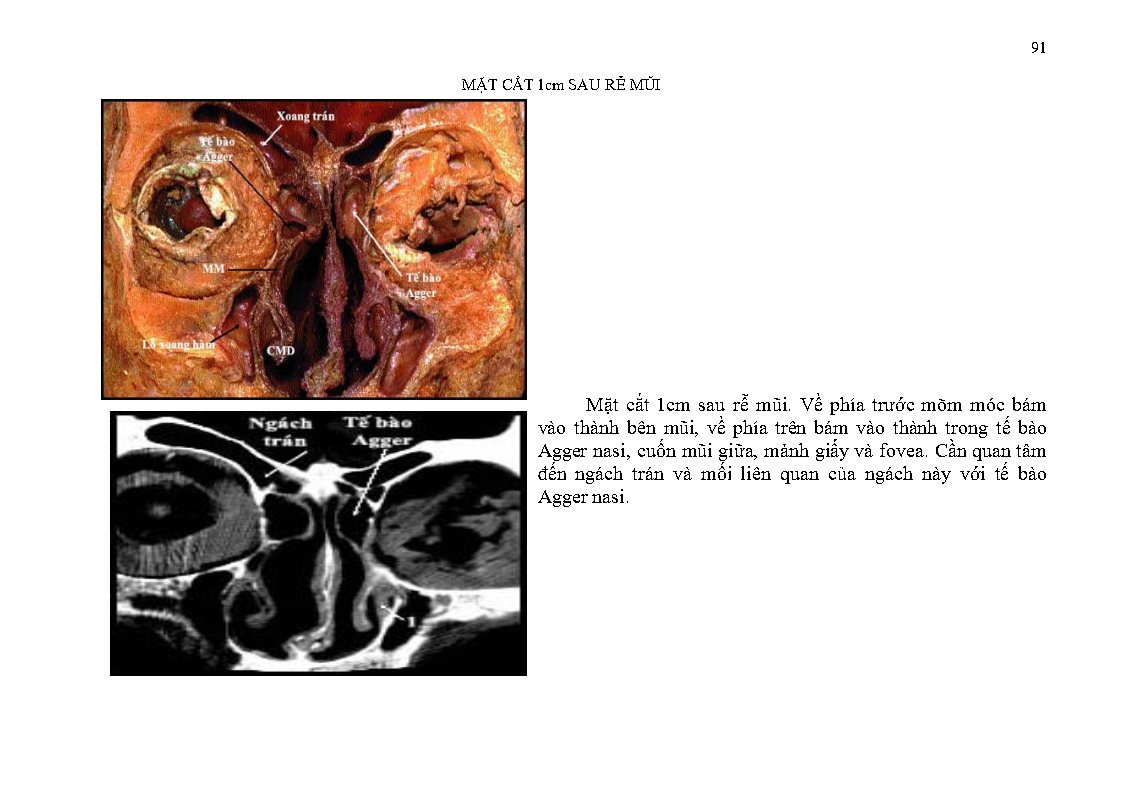 91
MẶT CẮT 1cm SAU RỄ MŨI
Xoang trán
Tế bào
Agger
MM
Tế bào
Agger
Lỗ xoang hàm
CMD
Mặt cắt 1cm sau rễ mũi. Về phía trước mõm móc bám
vào thành bên mũi, về phía trên bám vào thành trong tế bào
Agger nasi, cuốn mũi giữa, mảnh giấy và fovea. Cần quan tâm
đến ngách trán và mối liên quan của ngách này với tế bào
Agger nasi.
Ngách
trán
Tế bào
Agger
1